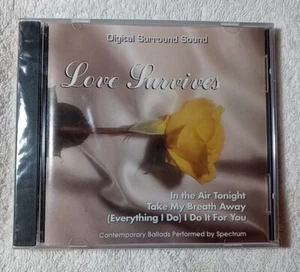 Digital Surround Sound
Love Survives
In the Air Tonight
Take My Breath Away
(Everything I Do) I Do It For You
Contemporary Ballads Performed by Spectrum